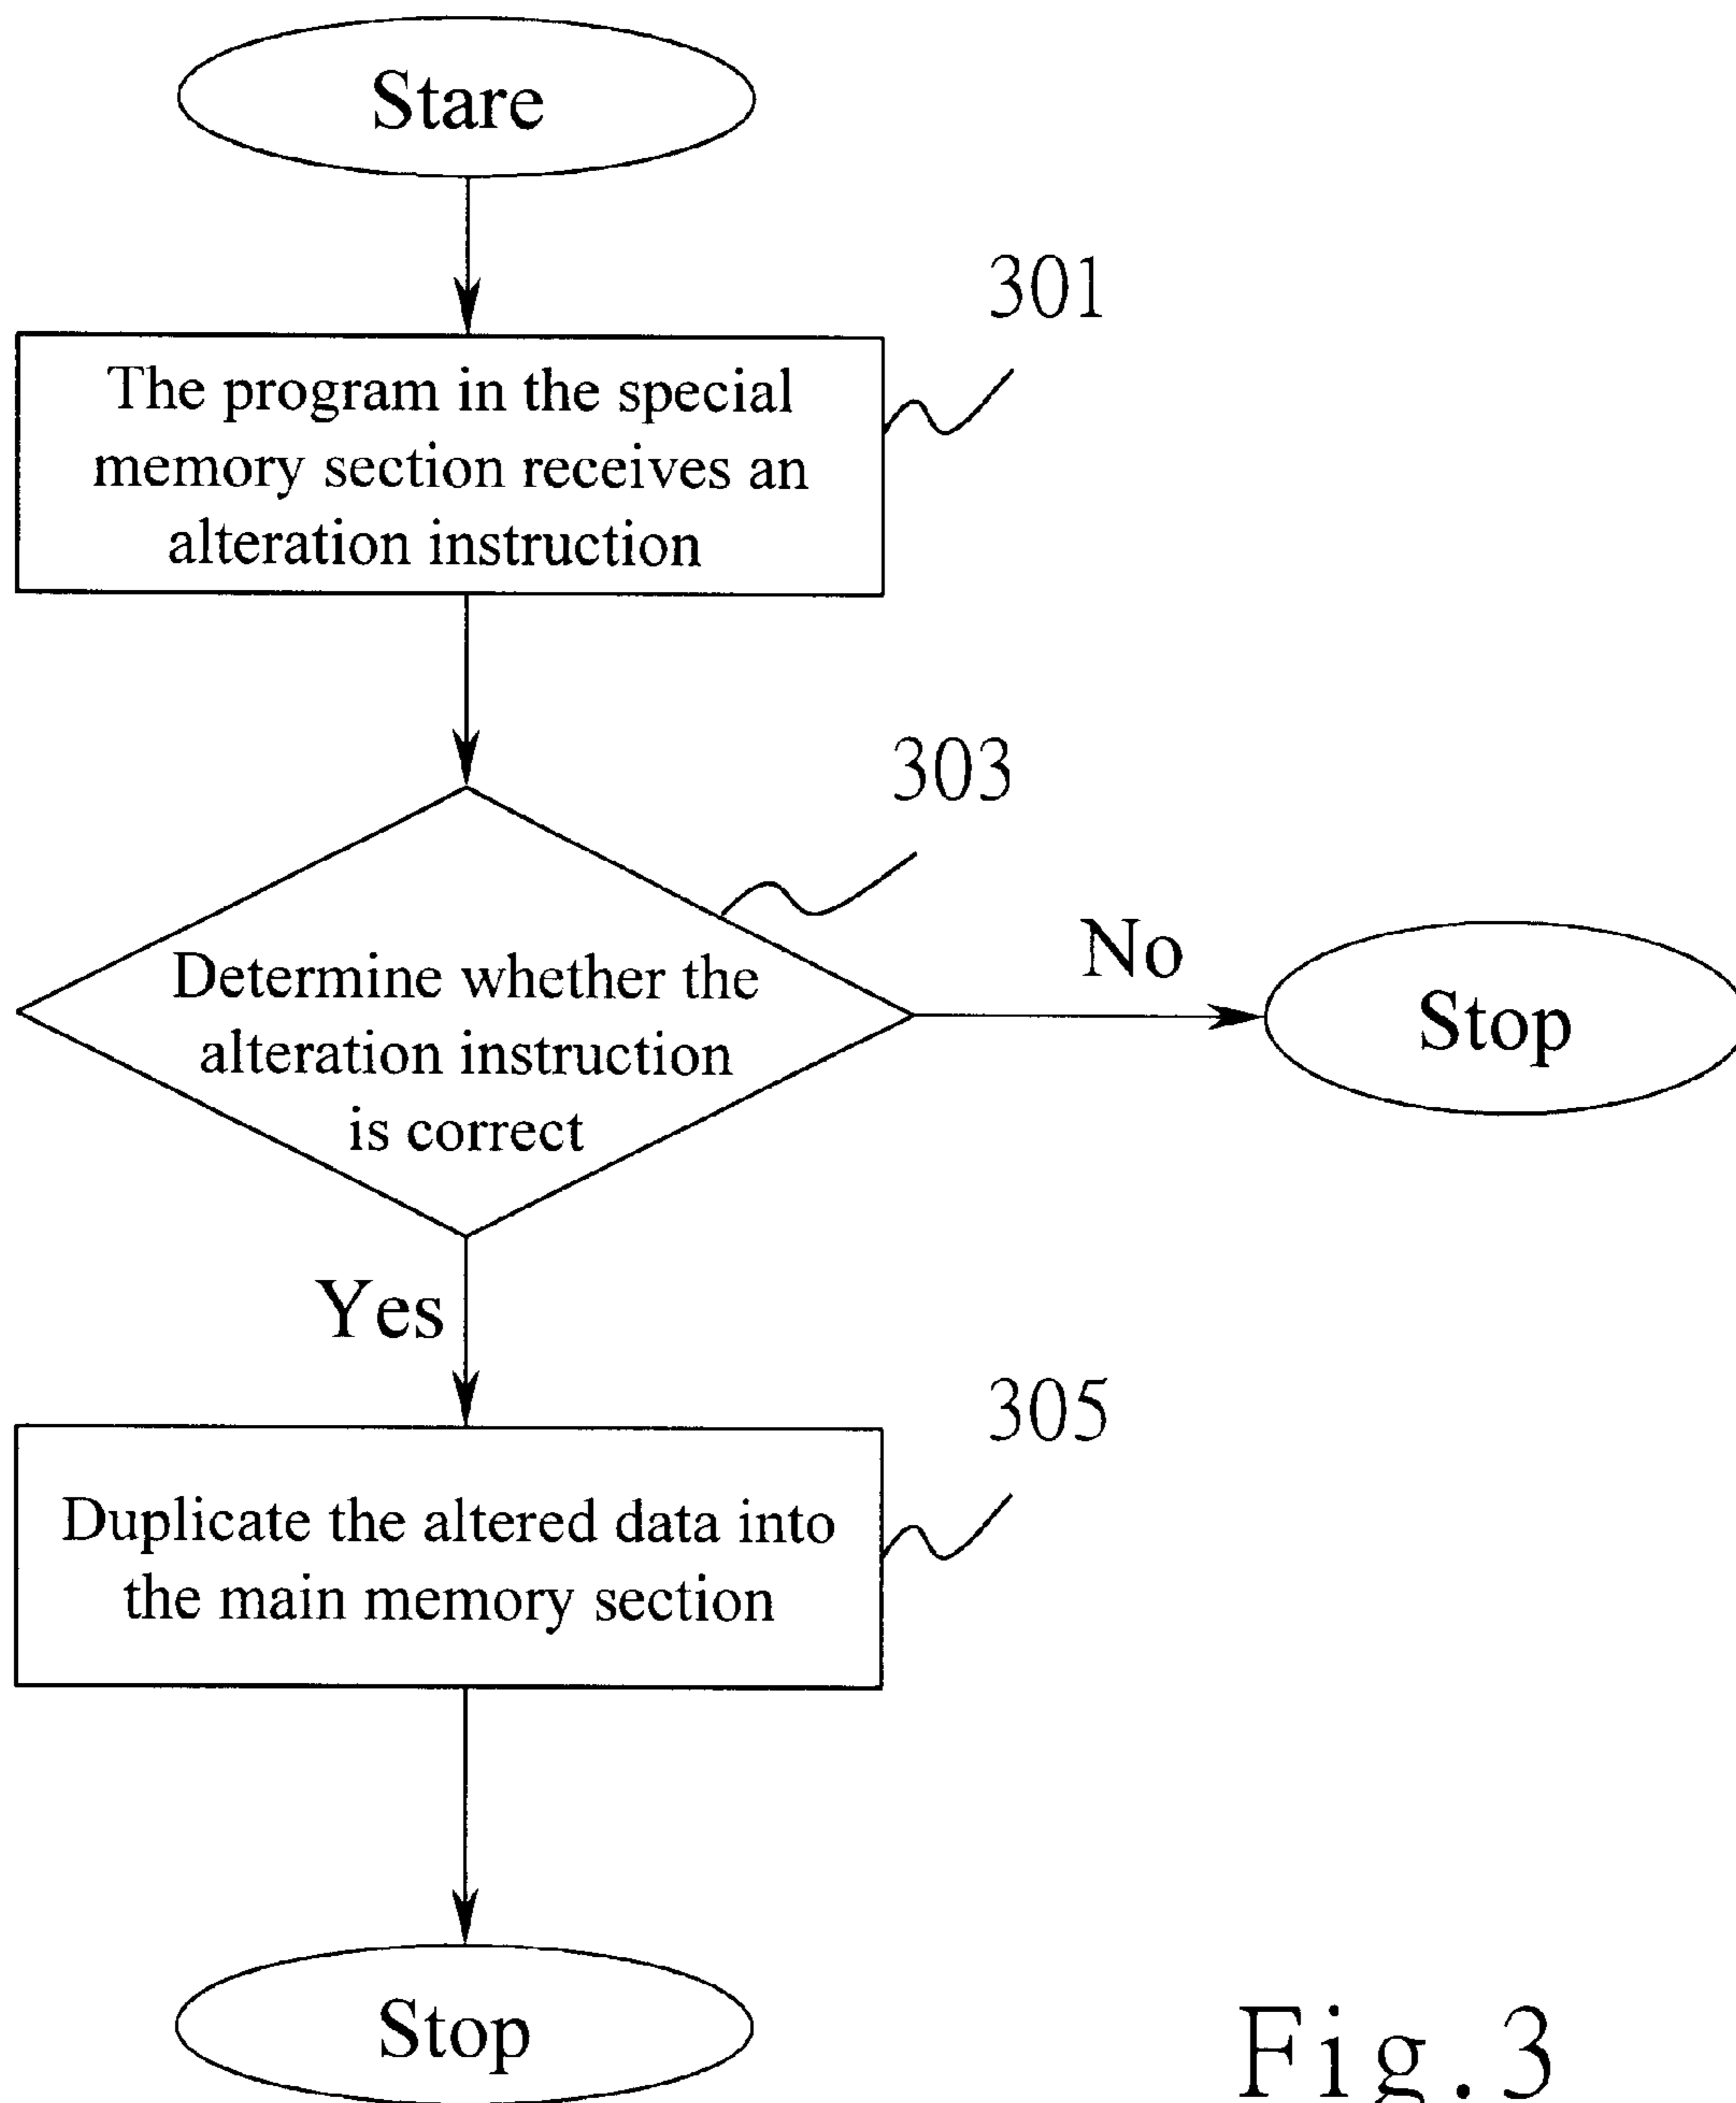 Stare
301
The program in the special
memory section receives an
alteration instruction
303
Determine whether the
alteration instruction
is correct
No
Stop
Yes
305
Duplicate the altered data into
the main memory section
Stop
Fig.3